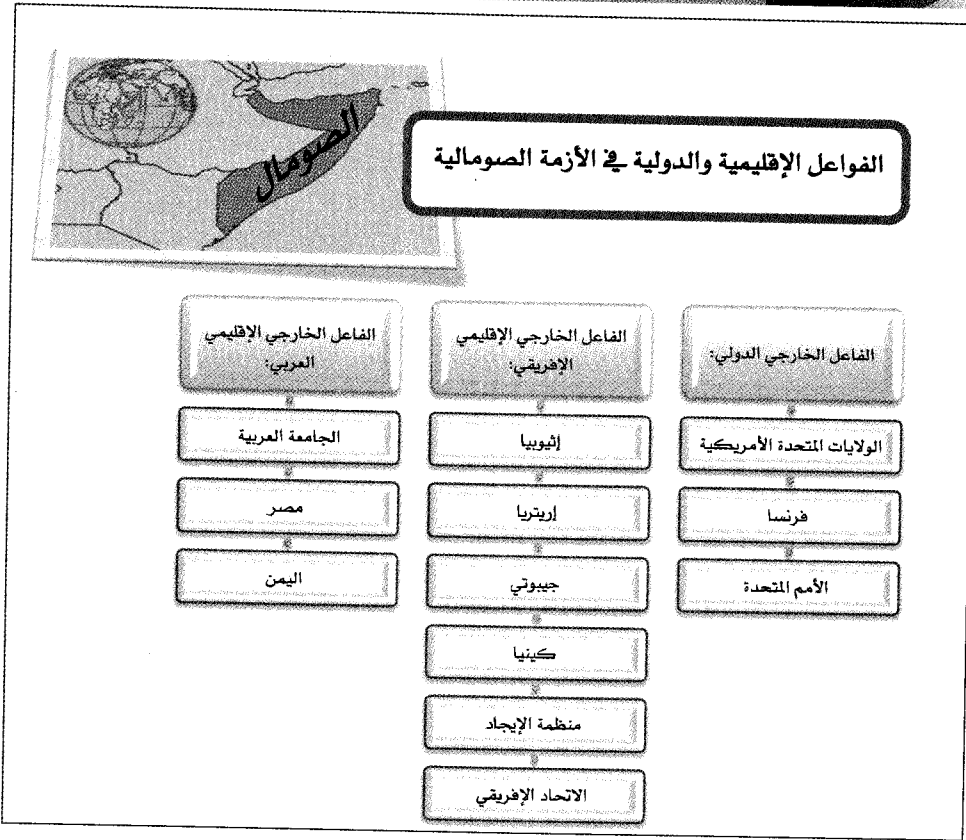 الصومال
الفواعل الإقليمية والدولية في الأزمة الصومالية
الفاعل الخارجي الدولي:
الولايات المتحدة الأمريكية
فرنسا
الأمم المتحدة
الفاعل الخارجي الإقليمي
الإفريقي:
إثيوبيا
إريتريا
جيبوتي
كينيا
منظمة الإيجاد
الاتحاد الإفريقي
الفاعل الخارجي الإقليمي
العربي:
الجامعة العربية
مصر
اليمن